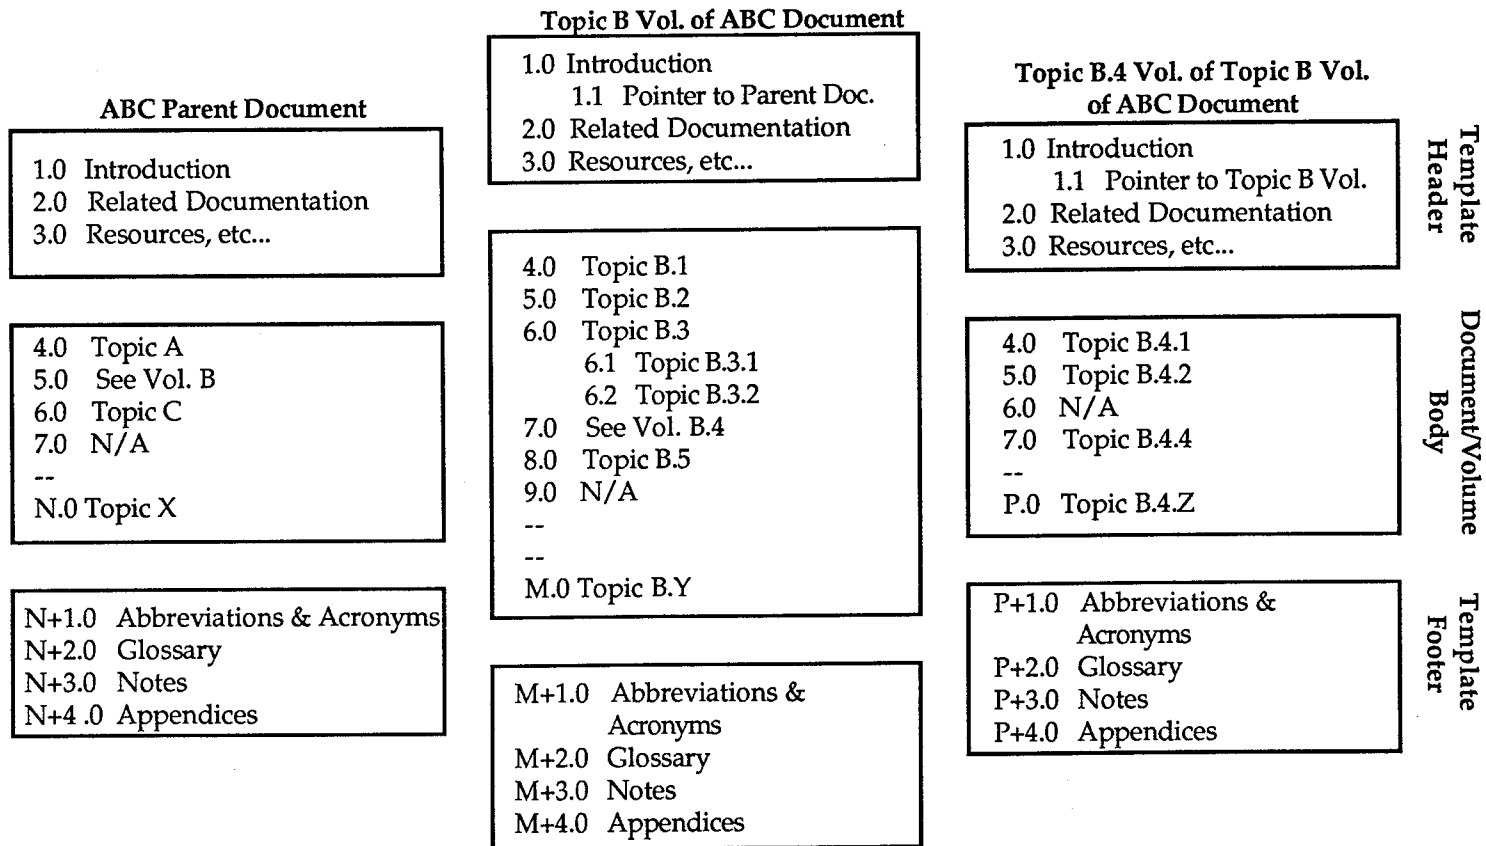 ABC Parent Document
1.0 Introduction
2.0 Related Documentation
3.0 Resources, etc...
4.0 Topic A
5.0 See Vol. B
6.0 Topic C
7.0 N/A
--
N.0 Topic X
N+1.0 Abbreviations & Acronyms
N+2.0 Glossary
N+3.0 Notes
N+4 .0 Appendices
Topic B Vol. of ABC Document
1.0 Introduction
1.1 Pointer to Parent Doc.
2.0 Related Documentation
3.0 Resources, etc...
4.0 Topic B.1
5.0 Topic B.2
6.0 Topic B.3
6.1 Topic B.3.1
6.2 Topic B.3.2
7.0 See Vol. B.4
8.0 Topic B.5
9.0 N/A
--
--
M.0 Topic B.Y
M+1.0 Abbreviations &
Acronyms
M+2.0 Glossary
M+3.0 Notes
M+4.0 Appendices
Topic B.4 Vol. of Topic B Vol.
of ABC Document
1.0 Introduction
1.1 Pointer to Topic B Vol.
2.0 Related Documentation
3.0 Resources, etc...
4.0 Topic B.4.1
5.0 Topic B.4.2
6.0 N/A
7.0 Topic B.4.4
--
P.0 Topic B.4.Z
P+1.0 Abbreviations &
Acronyms
P+2.0 Glossary
P+3.0 Notes
P+4.0 Appendices
Template
Header
Document/Volume
Body
Template
Footer